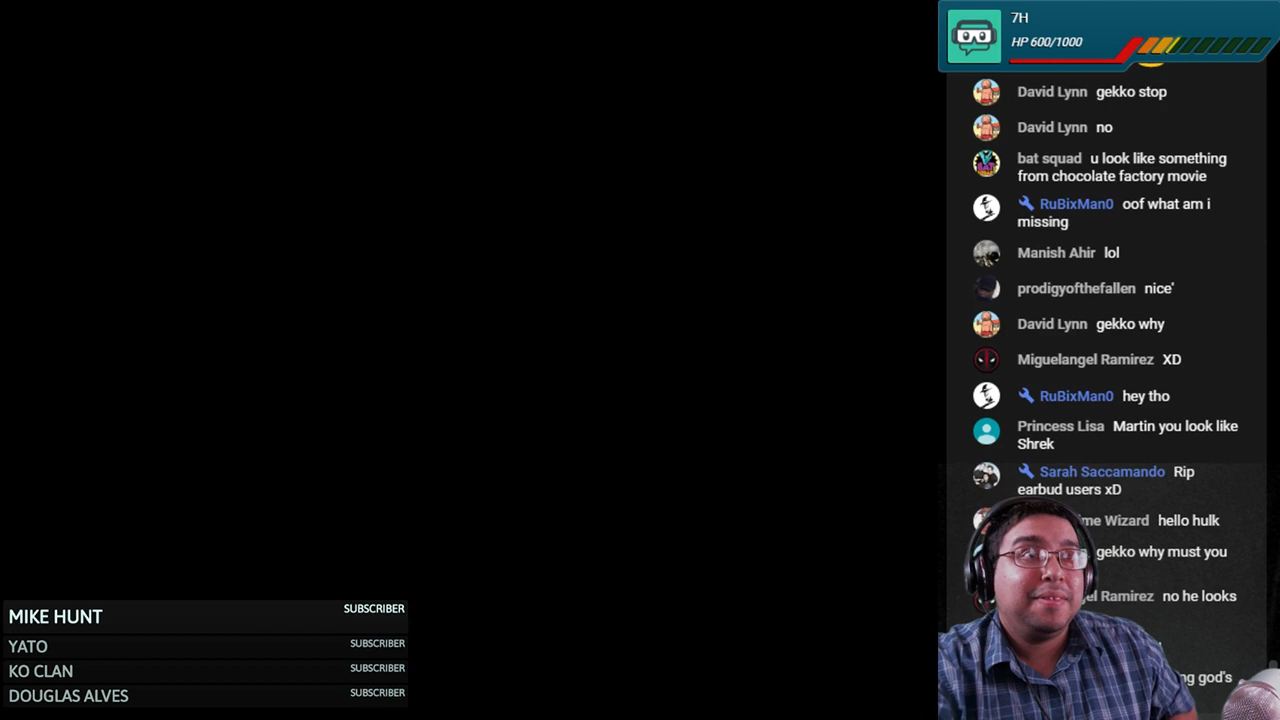 7H
HP 600/1000
David Lynn gekko stop
David Lynn no
bat squad u look like something
from chocolate factory movie
RuBixMan0 oof what am i
missing
Manish Ahir lol
prodigyofthefallen nice'
David Lynn gekko why
Miguelangel Ramirez XD
RuBixMan0 hey tho
Princess Lisa Martin you look like
Shrek
Sarah Saccamando Rip
earbud users xD
Wizard hello hulk
gekko why must you
Ramirez no he looks
god's
MIKE HUNT SUBSCRIBER
YATO SUBSCRIBER
KO CLAN SUBSCRIBER
DOUGLAS ALVES SUBSCRIBER